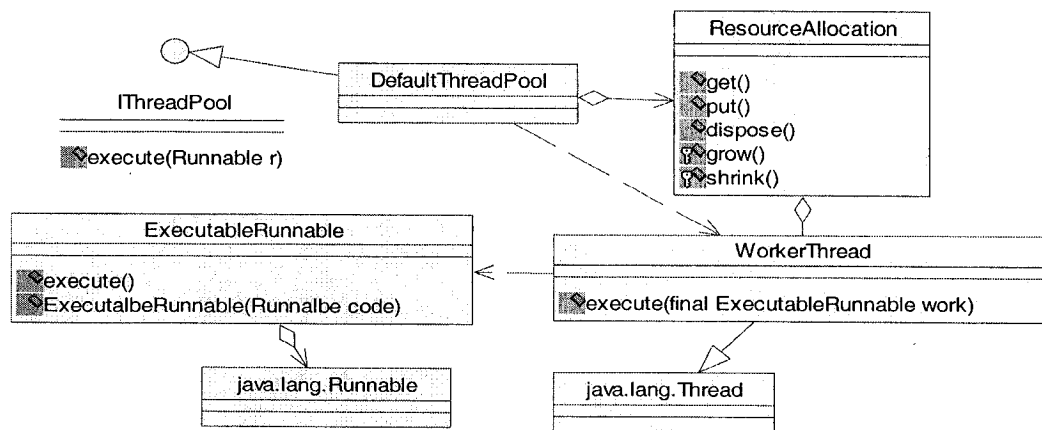 ResourceAllocation
get()
put()
dispose()
grow()
shrink()
DefaultThreadPool
IThreadPool
execute(Runnable r)
ExecutableRunnable
execute()
ExecutalbeRunnable(Runnalbe code)
WorkerThread
execute(final ExecutableRunnable work)
java.lang.Runnable
java.lang.Thread